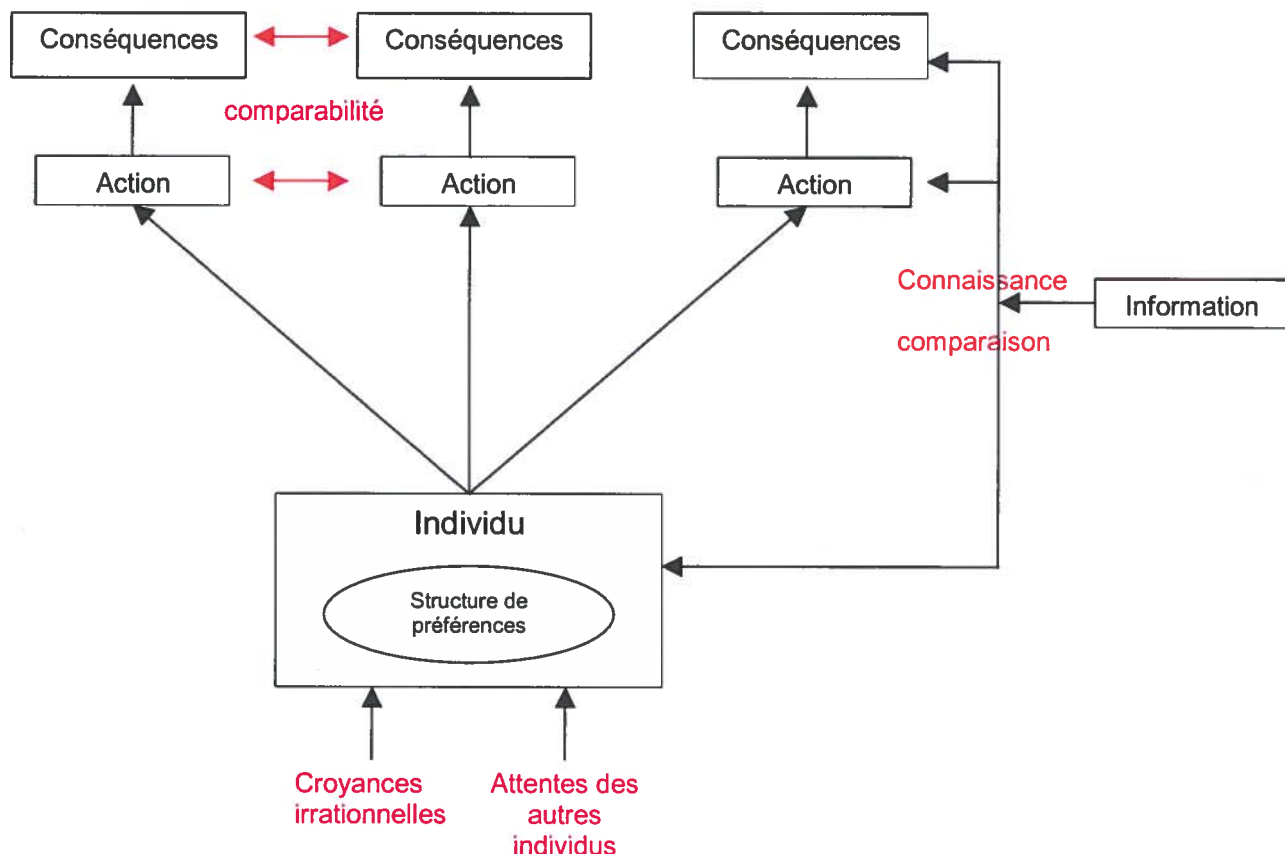 Conséquences
Conséquences
Conséquences
comparabilité
Action
Action
Action
Connaissance
comparaison
Information
Individu
Structure de
préférences
Croyances
irrationnelles
Attentes des
autres
individus